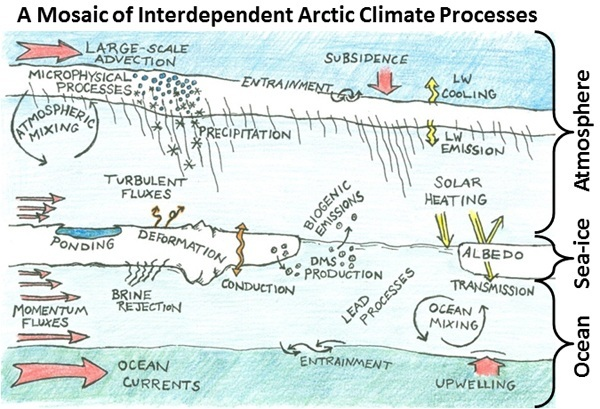 A Mosaic of Interdependent Arctic Climate Processes
LARGE-SCALE
ADVECTION
SUBSIDENCE
MICROPHYSICAL
PROCESSES
ENTRAINMENT
LW
COOLING
ATMOSPHERIC
MIXING
PRECIPITATION
LW
EMISSION
Atmosphere
TURBULENT
FLUXES
BIOGENIC
EMISSIONS
SOLAR
HEATING
PONDING
DEFORMATION
DMS
PRODUCTION
ALBEDO
Sea-ice
CONDUCTION
TRANSMISSION
BRINE
REJECTION
MOMENTUM
FLUXES
LEAD PROCESSES
OCEAN
MIXING
Ocean
ENTRAINMENT
OCEAN
CURRENTS
UPWELLING